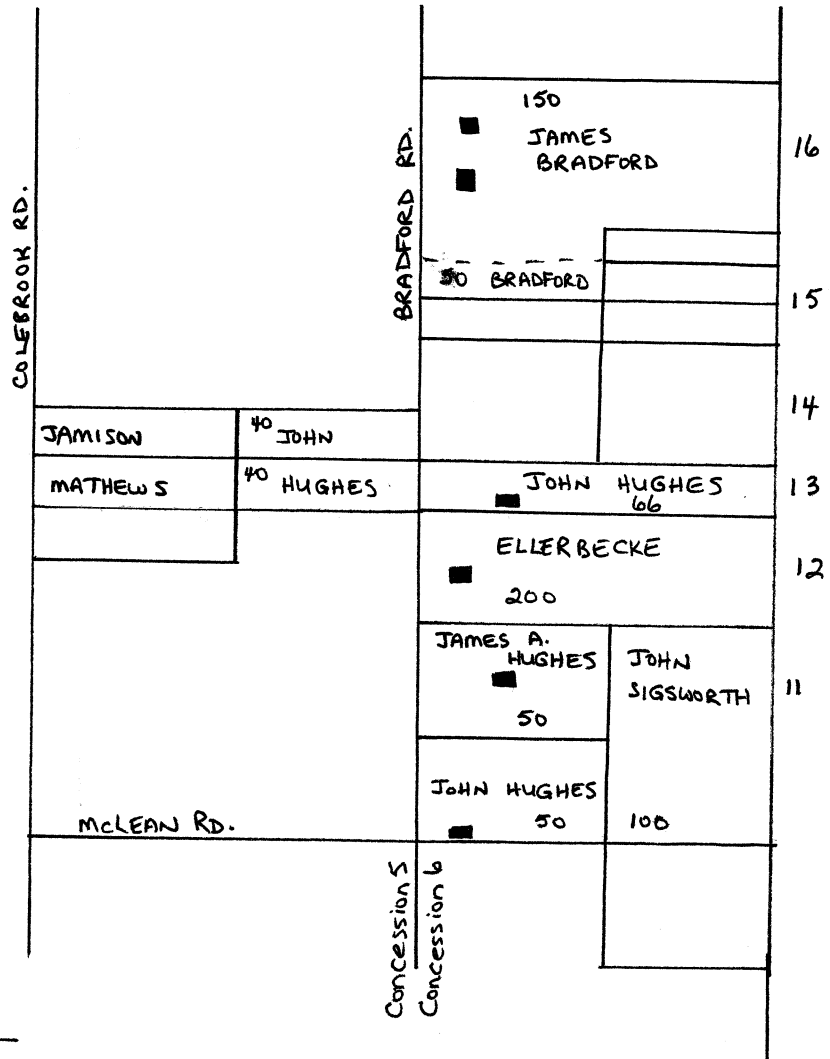 COLEBROOK RD.
BRADFORD RD.
150
JAMES
BRADFORD
16
BRADFORD
15
14
JAMISON
40 JOHN
MATHEWS
40 HUGHES
JOHN HUGHES
66
13
ELLERBECKE
200
12
JAMES A.
HUGHES
50
JOHN
SIGSWORTH
11
JOHN HUGHES
50
100
McLEAN RD.
Concession 5
Concession 6